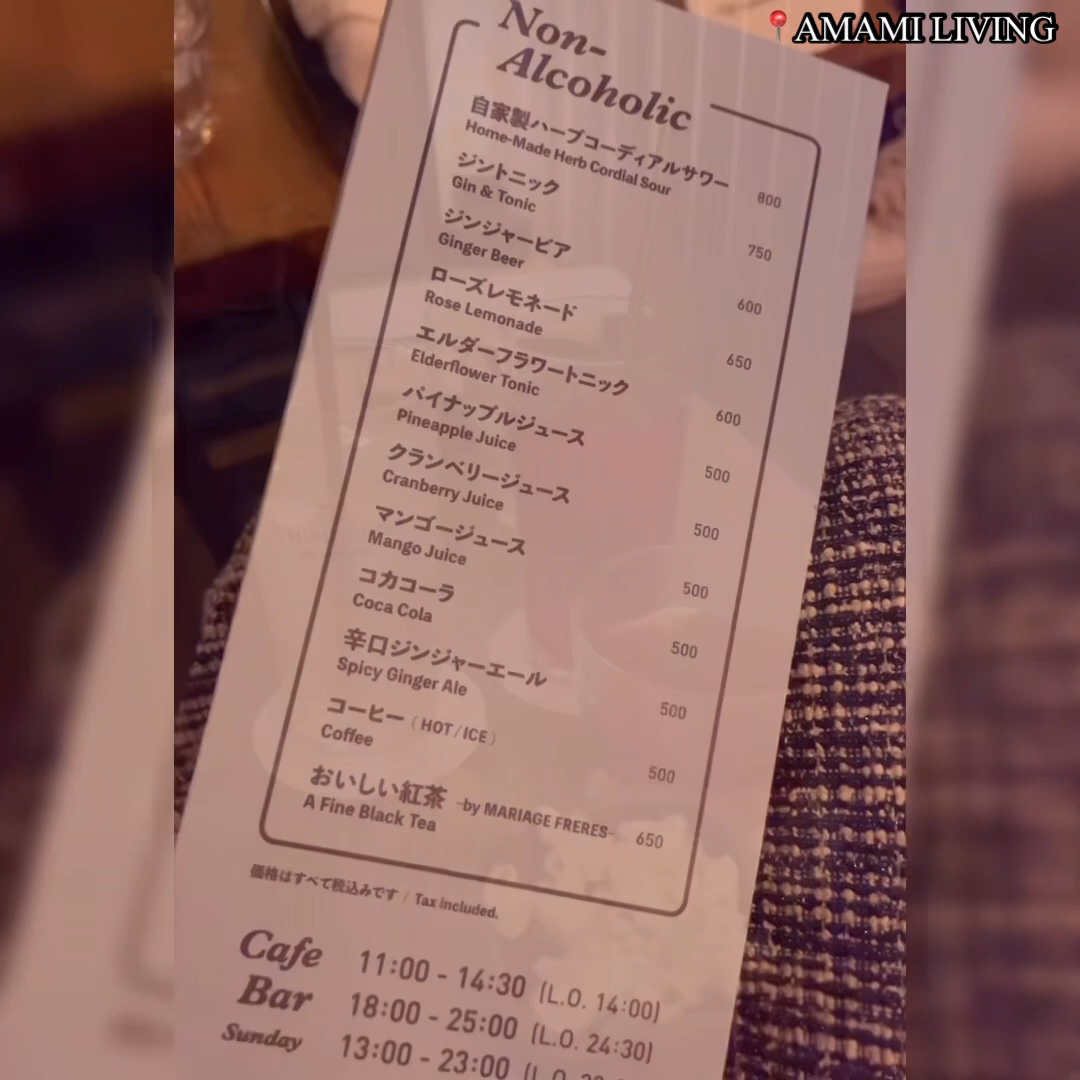 📍AMAMI LIVING
Non-
Alcoholic
自家製ハーブコーディアルサワー
Home-Made Herb Cordial Sour 800
ジントニック
Gin & Tonic 750
ジンジャービア
Ginger Beer 600
ローズレモネード
Rose Lemonade 650
エルダーフラワートニック
Elderflower Tonic 600
パイナップルジュース
Pineapple Juice 500
クランベリージュース
Cranberry Juice 500
マンゴージュース
Mango Juice 500
コカコーラ
Coca Cola 500
辛口ジンジャーエール
Spicy Ginger Ale 500
コーヒー（HOT/ICE）
Coffee 500
おいしい紅茶 -by MARIAGE FRERES- 650
A Fine Black Tea
価格はすべて税込みです / Tax included.
Cafe 11:00 - 14:30 (L.O. 14:00)
Bar 18:00 - 25:00 (L.O. 24:30)
Sunday 13:00 - 23:00 (L.O.